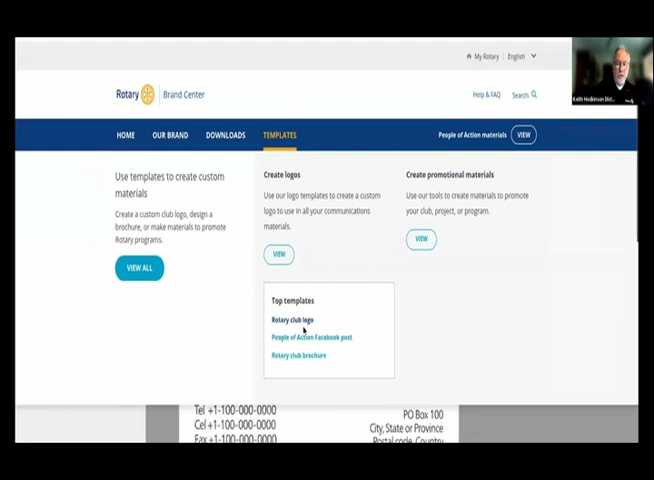 My Rotary
English
Rotary
Brand Center
Help & FAQ
Search
HOME
OUR BRAND
DOWNLOADS
TEMPLATES
People of Action materials
VIEW
Use templates to create custom
materials
Create a custom club logo, design a
brochure, or make materials to promote
Rotary programs.
VIEW ALL
Create logos
Use our logo templates to create a custom
logo to use in all your communications
materials.
VIEW
Create promotional materials
Use our tools to create materials to promote
your club, project, or program.
VIEW
Top templates
Rotary club logo
People of Action Facebook post
Rotary club brochure
Tel +1-100-000-0000
Cel +1-100-000-0000
Fax +1-100-000-0000
PO Box 100
City, State or Province
Postal code, Country